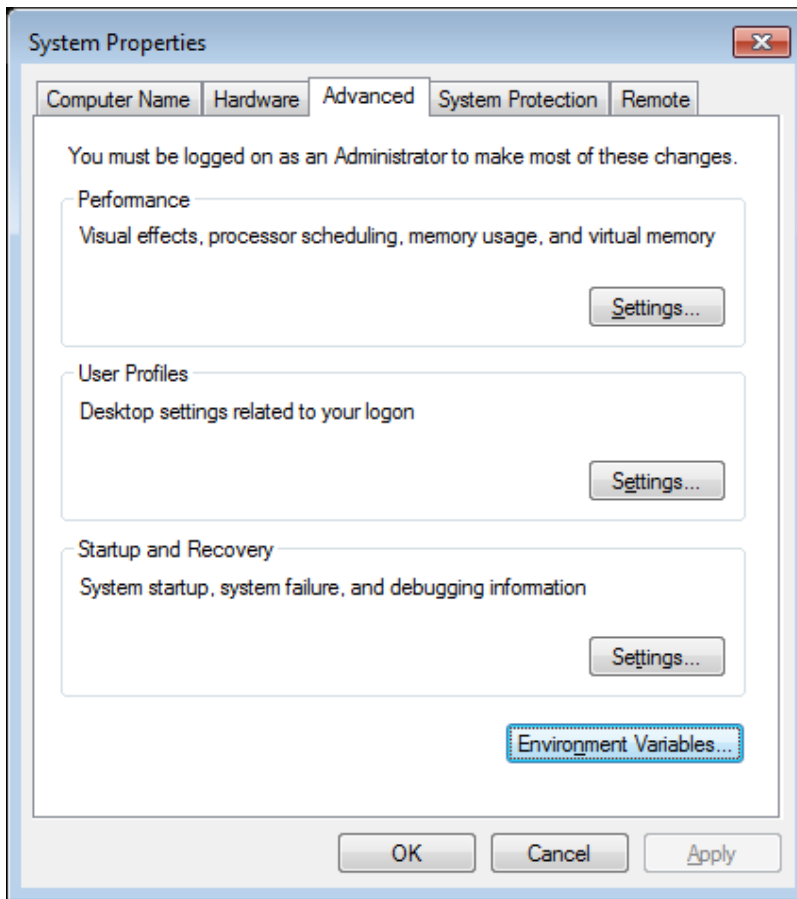 System Properties
Computer Name
Hardware
Advanced
System Protection
Remote
You must be logged on as an Administrator to make most of these changes.
Performance
Visual effects, processor scheduling, memory usage, and virtual memory
Settings...
User Profiles
Desktop settings related to your logon
Settings...
Startup and Recovery
System startup, system failure, and debugging information
Settings...
Environment Variables...
OK
Cancel
Apply